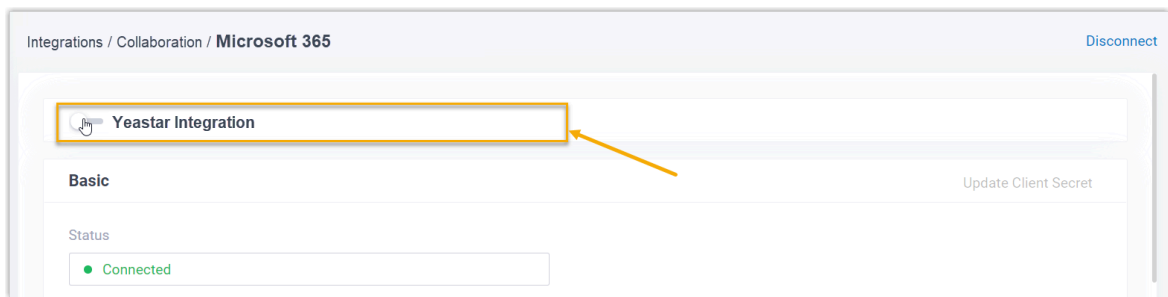 Integrations / Collaboration / Microsoft 365
Disconnect
Yeastar Integration
Basic
Update Client Secret
Status
Connected